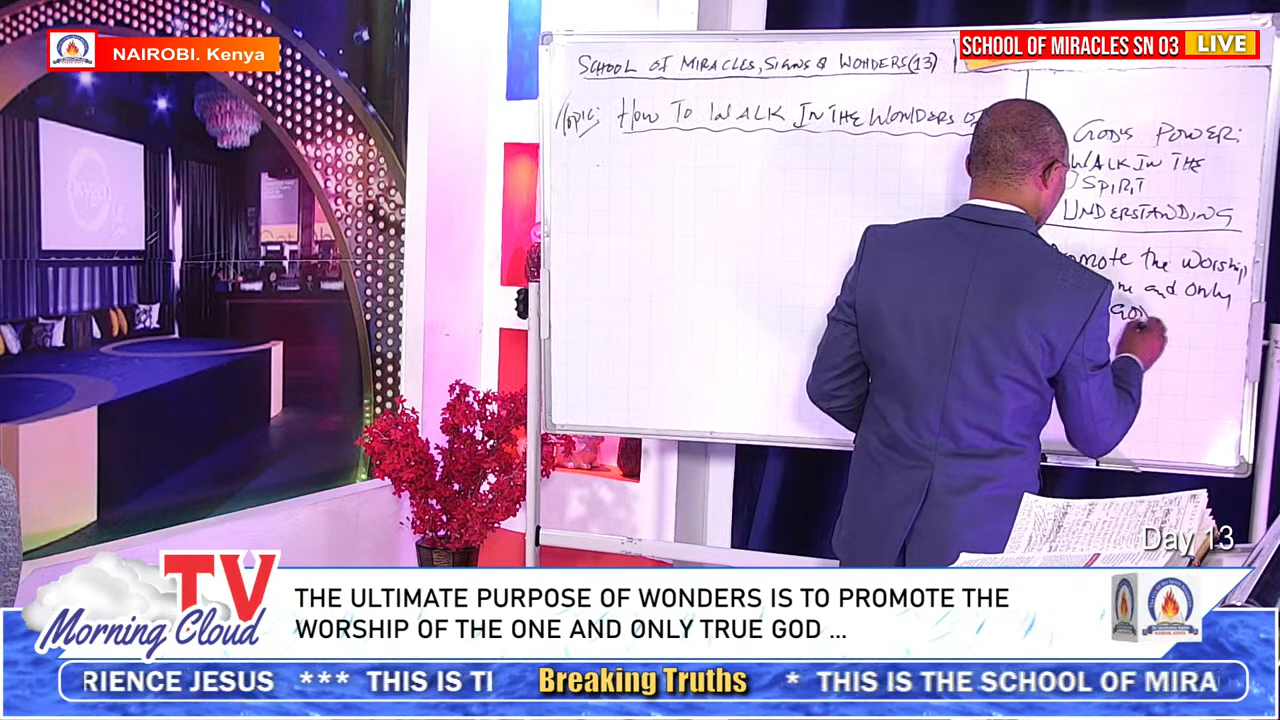 NAIROBI. Kenya
SCHOOL OF MIRACLES SN 03 LIVE
SCHOOL OF MIRACLES, SIGNS & WONDERS (13)
Topic: HOW TO WALK IN THE WONDERS
GOD'S POWER:
WALK IN THE
SPIRIT
UNDERSTANDING
the worship
and only
God
Day 13
TV
Morning Cloud
THE ULTIMATE PURPOSE OF WONDERS IS TO PROMOTE THE
WORSHIP OF THE ONE AND ONLY TRUE GOD ...
RIENCE JESUS *** THIS IS TI Breaking Truths * THIS IS THE SCHOOL OF MIRA